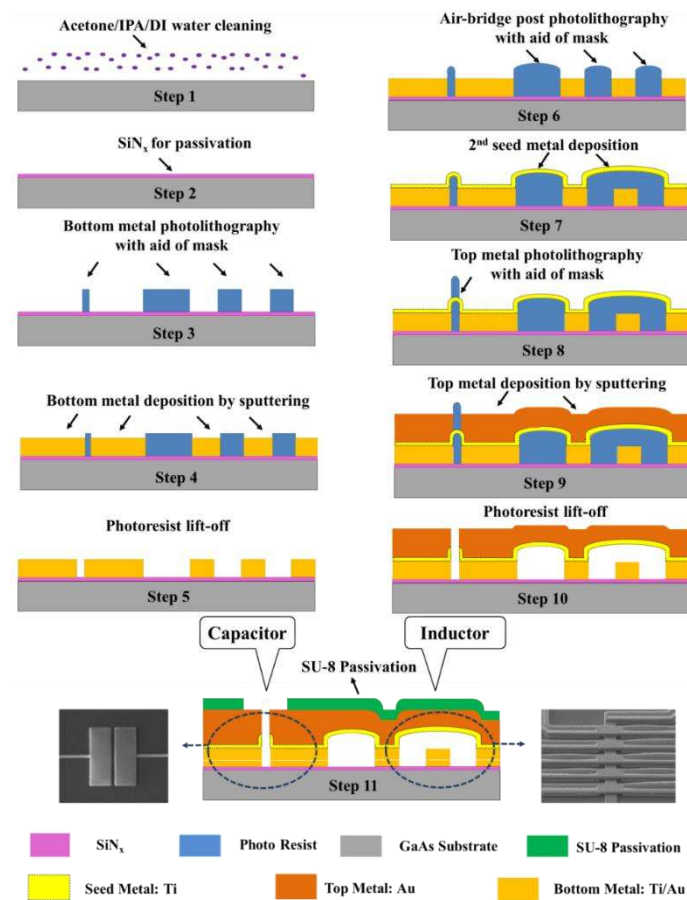 Acetone/IPA/DI water cleaning
Step 1
SiNx for passivation
Step 2
Bottom metal photolithography
with aid of mask
Step 3
Bottom metal deposition by sputtering
Step 4
Photoresist lift-off
Step 5
Air-bridge post photolithography
with aid of mask
Step 6
2nd seed metal deposition
Step 7
Top metal photolithography
with aid of mask
Step 8
Top metal deposition by sputtering
Step 9
Photoresist lift-off
Step 10
Capacitor
Inductor
SU-8 Passivation
Step 11
SiNx
Photo Resist
GaAs Substrate
SU-8 Passivation
Seed Metal: Ti
Top Metal: Au
Bottom Metal: Ti/Au